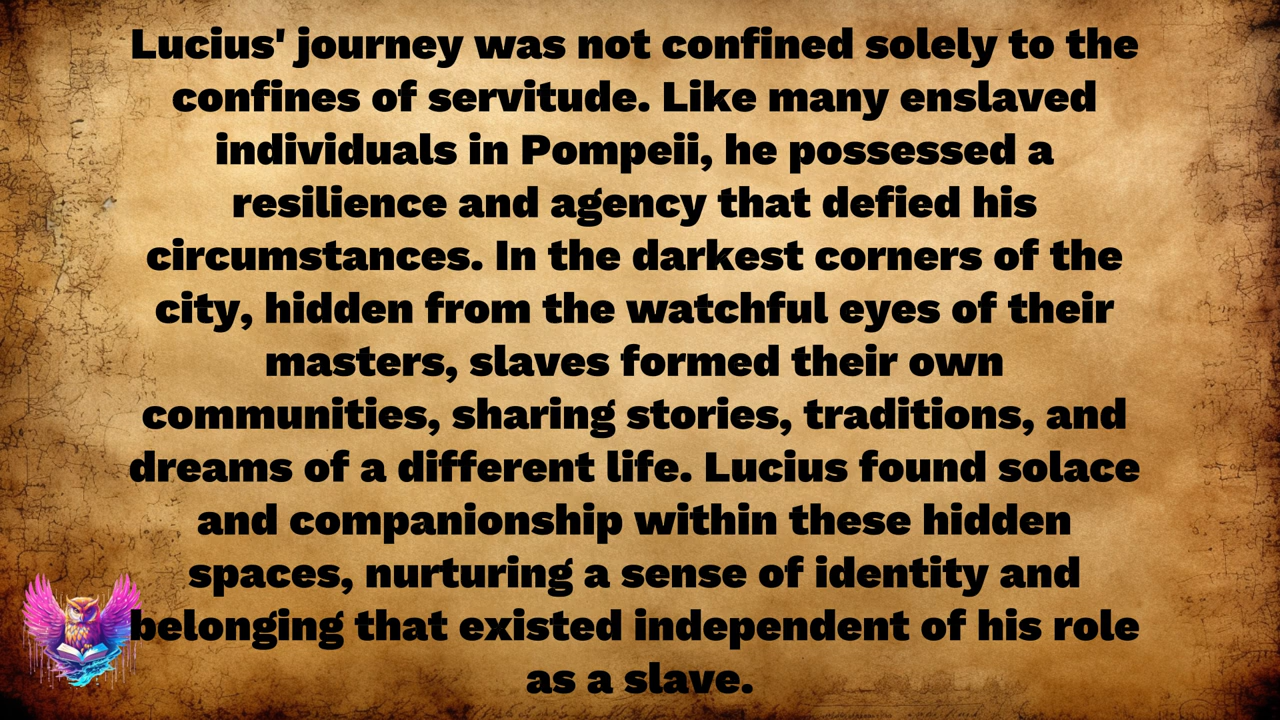 Lucius' journey was not confined solely to the
confines of servitude. Like many enslaved
individuals in Pompeii, he possessed a
resilience and agency that defied his
circumstances. In the darkest corners of the
city, hidden from the watchful eyes of their
masters, slaves formed their own
communities, sharing stories, traditions, and
dreams of a different life. Lucius found solace
and companionship within these hidden
spaces, nurturing a sense of identity and
belonging that existed independent of his role
as a slave.